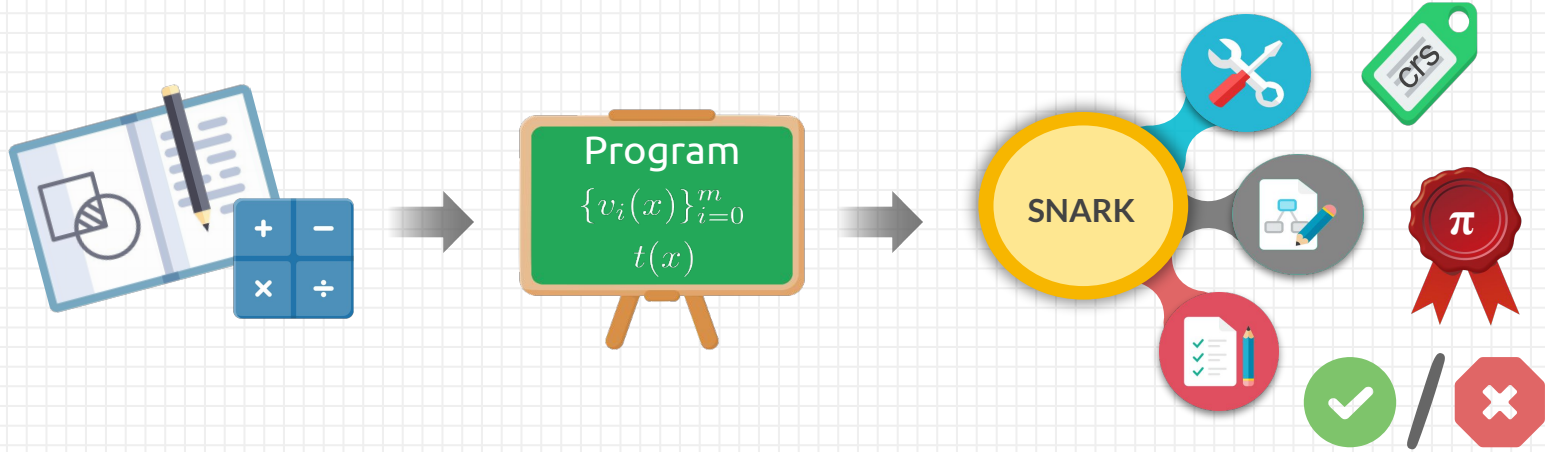 Program
{v_i(x)}_{i=0}^m
t(x)
SNARK
crs
π